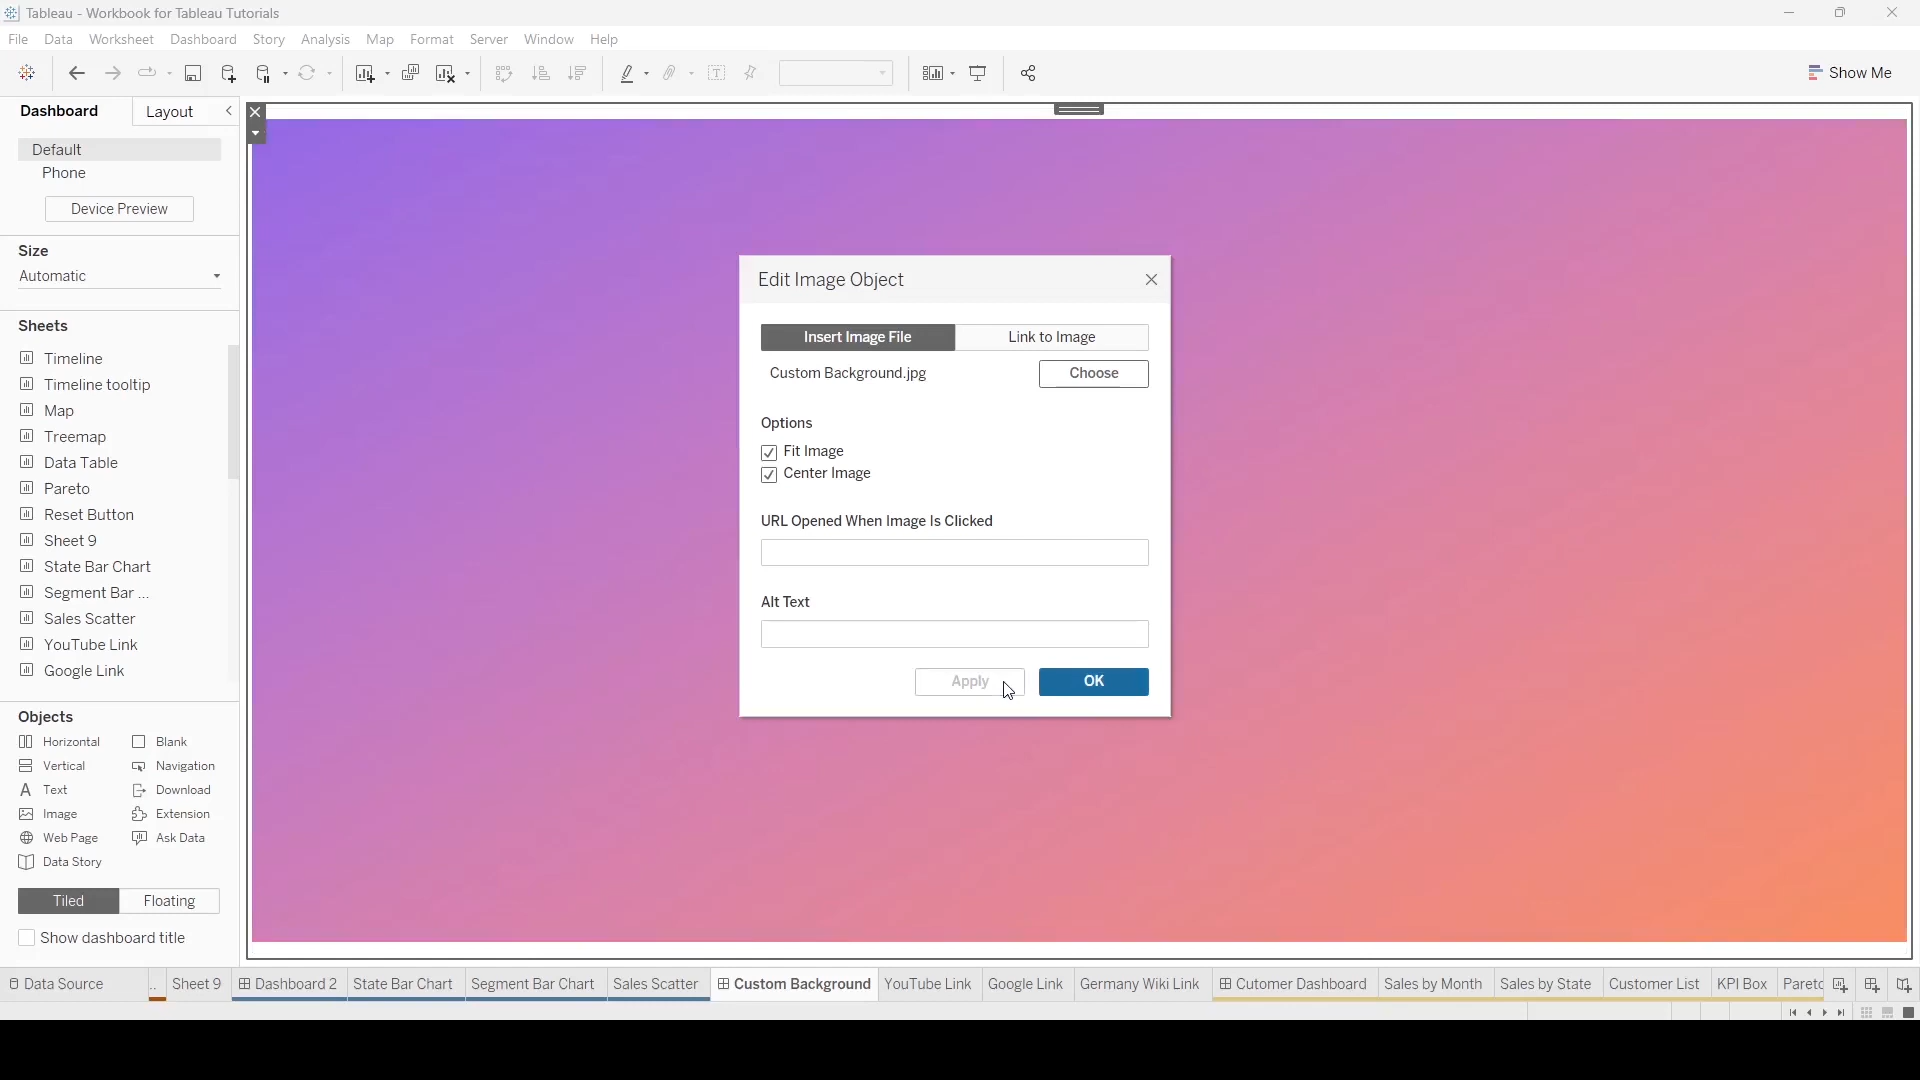 Tableau - Workbook for Tableau Tutorials
File Data Worksheet Dashboard Story Analysis Map Format Server Window Help
Show Me
Dashboard Layout
Default
Phone
Device Preview
Size
Automatic
Sheets
Timeline
Timeline tooltip
Map
Treemap
Data Table
Pareto
Reset Button
Sheet 9
State Bar Chart
Segment Bar ...
Sales Scatter
YouTube Link
Google Link
Objects
Horizontal Blank
Vertical Navigation
Text Download
Image Extension
Web Page Ask Data
Data Story
Tiled Floating
Show dashboard title
Edit Image Object
Insert Image File Link to Image
Custom Background.jpg Choose
Options
Fit Image
Center Image
URL Opened When Image Is Clicked
Alt Text
Apply OK
Data Source .. Sheet 9 Dashboard 2 State Bar Chart Segment Bar Chart Sales Scatter Custom Background YouTube Link Google Link Germany Wiki Link Cutomer Dashboard Sales by Month Sales by State Customer List KPI Box Pareto